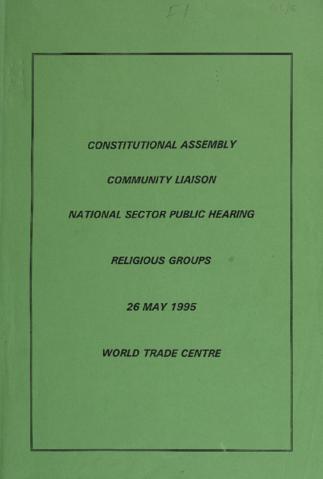 CONSTITUTIONAL ASSEMBLY
COMMUNITY LIAISON
NATIONAL SECTOR PUBLIC HEARING
RELIGIOUS GROUPS
26 MAY 1995
WORLD TRADE CENTRE